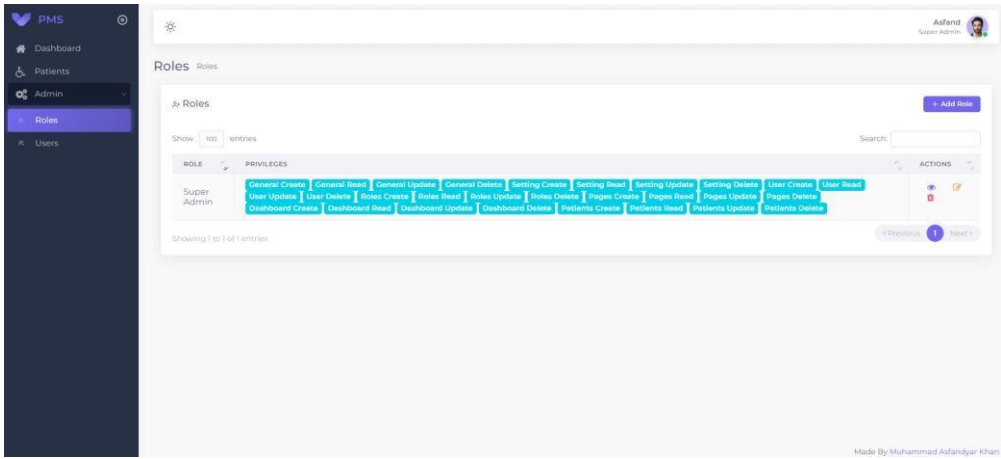 PMS
Dashboard
Patients
Admin
Roles
Users
Asfand
Super Admin
Roles Roles
Roles
+ Add Role
Show 100 entries
Search:
ROLE PRIVILEGES ACTIONS
Super Admin
General Create General Read General Update General Delete Setting Create Setting Read Setting Update Setting Delete User Create User Read
User Update User Delete Roles Create Roles Read Roles Update Roles Delete Pages Create Pages Read Pages Update Pages Delete
Dashboard Create Dashboard Read Dashboard Update Dashboard Delete Patients Create Patients Read Patients Update Patients Delete
Showing 1 to 1 of 1 entries
Previous 1 Next
Made By Muhammad Asfandyar Khan